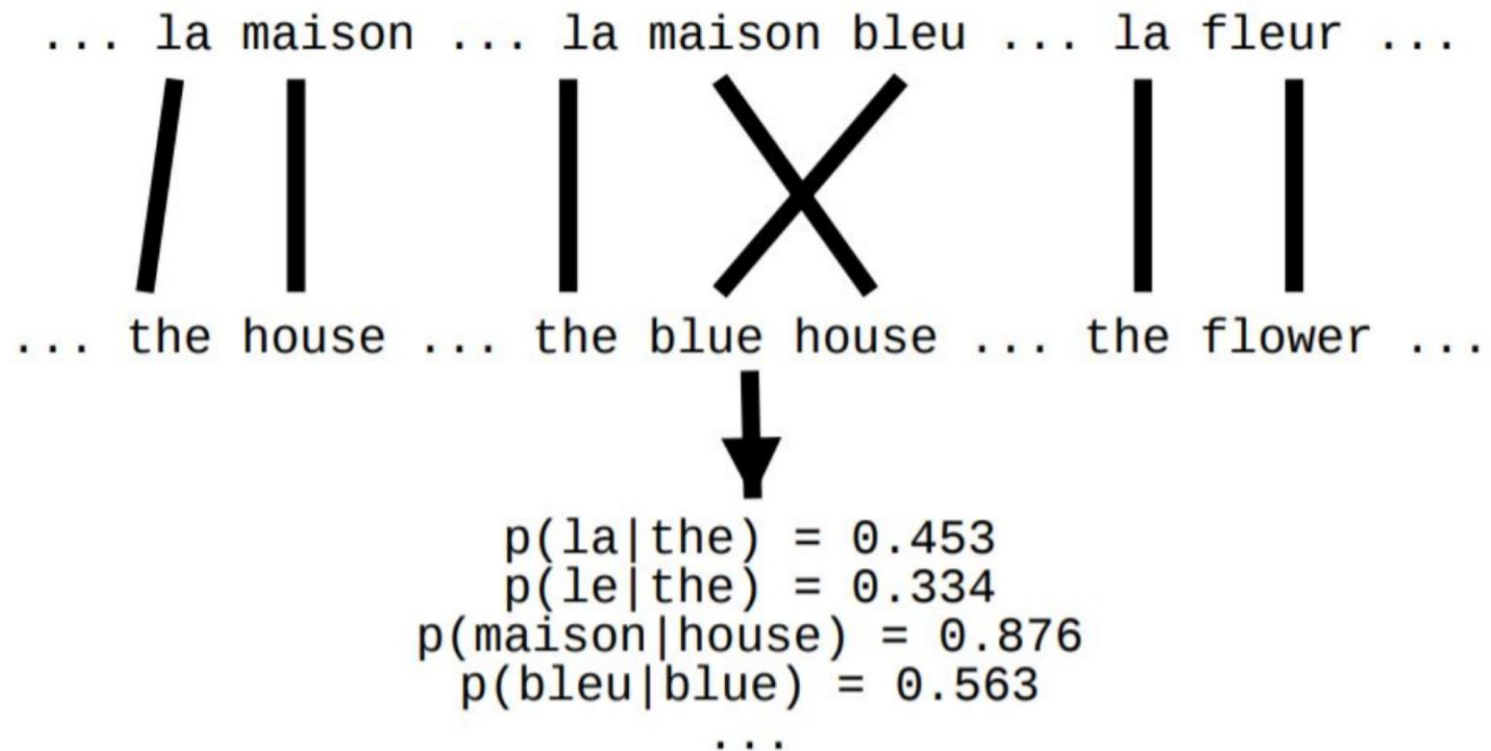 ... la maison ... la maison bleu ... la fleur ...
... the house ... the blue house ... the flower ...
p(la|the) = 0.453
p(le|the) = 0.334
p(maison|house) = 0.876
p(bleu|blue) = 0.563
...